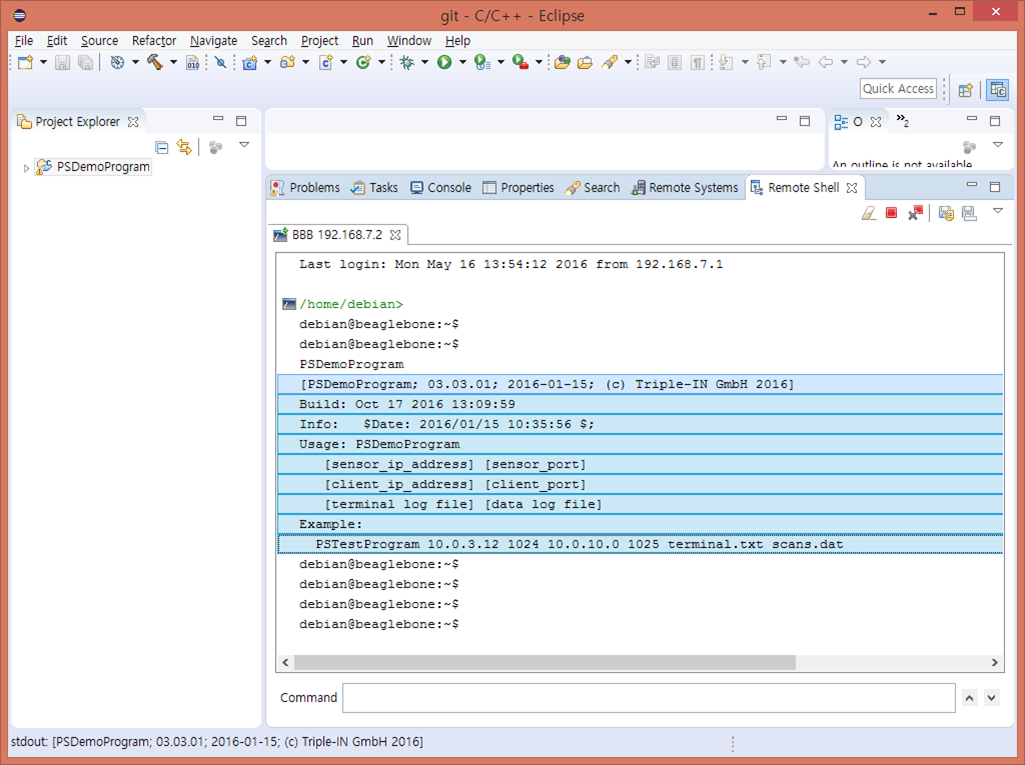 git - C/C++ - Eclipse
File Edit Source Refactor Navigate Search Project Run Window Help
010
Quick Access
Project Explorer
O
»2
PSDemoProgram
An outline is not available.
Problems Tasks Console Properties Search Remote Systems Remote Shell
BBB 192.168.7.2
Last login: Mon May 16 13:54:12 2016 from 192.168.7.1
/home/debian>
debian@beaglebone:~$
debian@beaglebone:~$
PSDemoProgram
[PSDemoProgram; 03.03.01; 2016-01-15; (c) Triple-IN GmbH 2016]
Build: Oct 17 2016 13:09:59
Info: $Date: 2016/01/15 10:35:56 $;
Usage: PSDemoProgram
[sensor_ip_address] [sensor_port]
[client_ip_address] [client_port]
[terminal log file] [data log file]
Example:
PSTestProgram 10.0.3.12 1024 10.0.10.0 1025 terminal.txt scans.dat
debian@beaglebone:~$
debian@beaglebone:~$
debian@beaglebone:~$
debian@beaglebone:~$
Command
stdout: [PSDemoProgram; 03.03.01; 2016-01-15; (c) Triple-IN GmbH 2016]